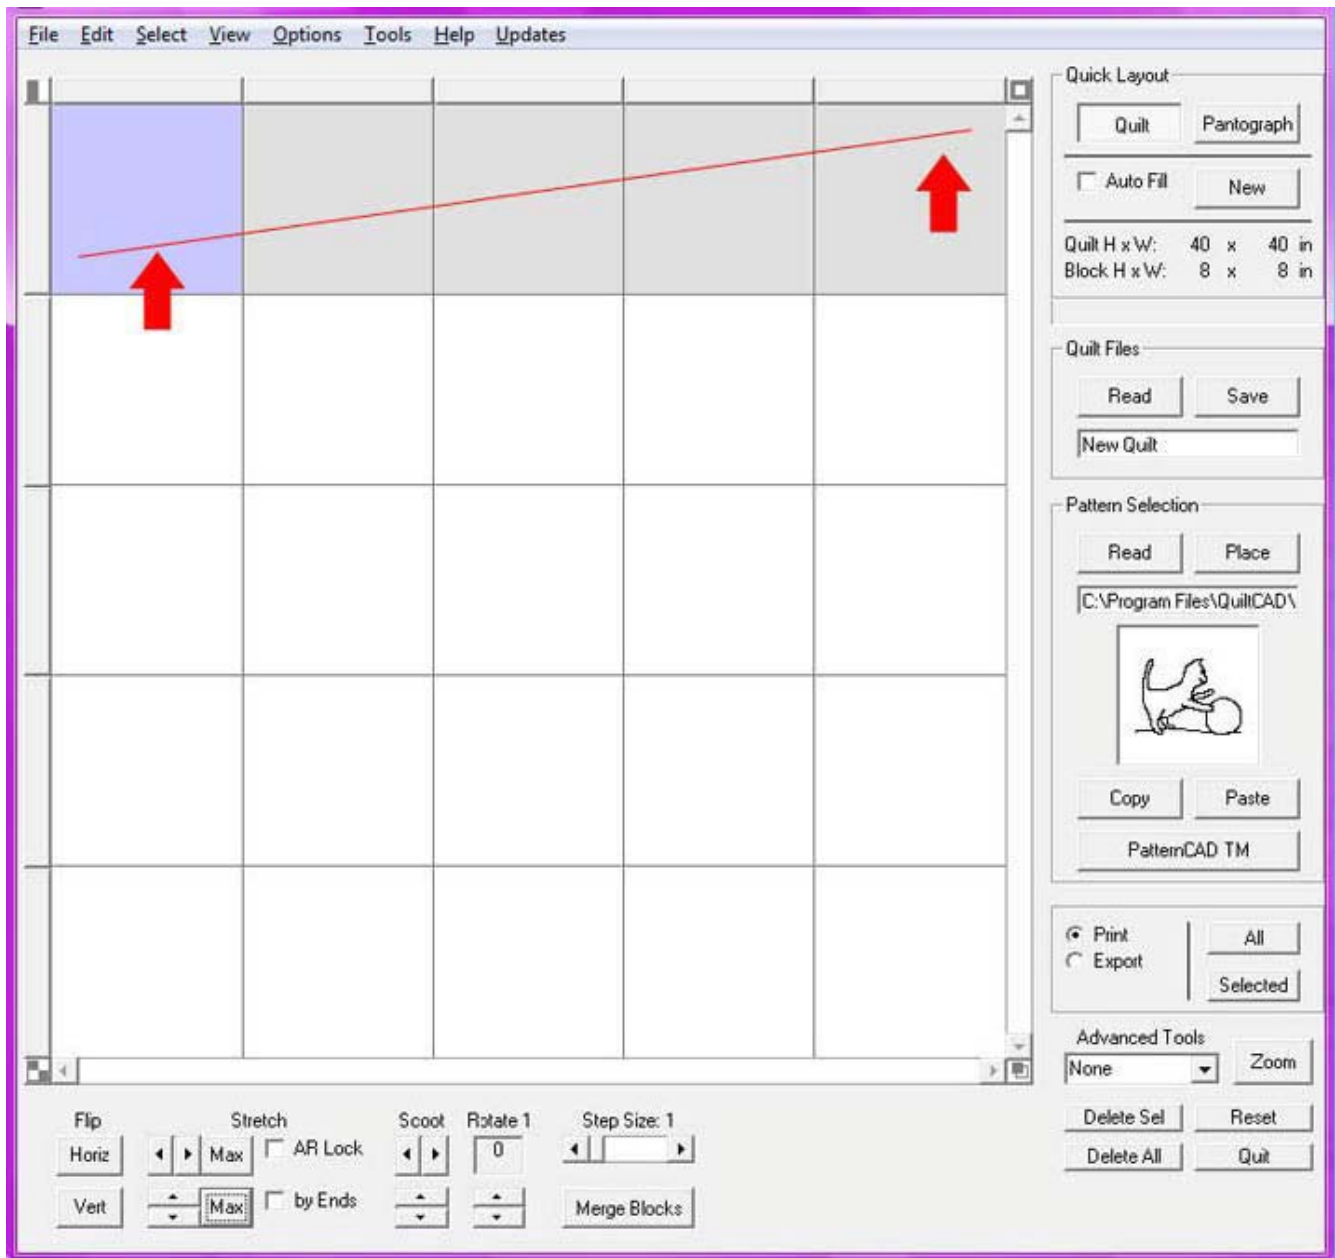 File Edit Select View Options Tools Help Updates
Quick Layout
Quilt Pantograph
Auto Fill New
Quilt H x W: 40 x 40 in
Block H x W: 8 x 8 in
Quilt Files
Read Save
New Quilt
Pattern Selection
Read Place
C:\Program Files\QuiltCAD\
Copy Paste
PatternCAD TM
Print All
Export
Selected
Advanced Tools
None Zoom
Delete Sel Reset
Delete All Quit
Flip Stretch Scoot Rotate 1 Step Size: 1
Horiz Max AR Lock 0
Vert Max by Ends Merge Blocks